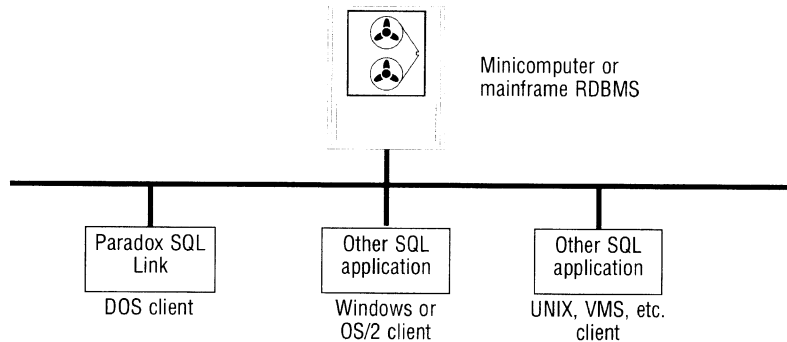 Minicomputer or
mainframe RDBMS
Paradox SQL
Link
DOS client
Other SQL
application
Windows or
OS/2 client
Other SQL
application
UNIX, VMS, etc.
client